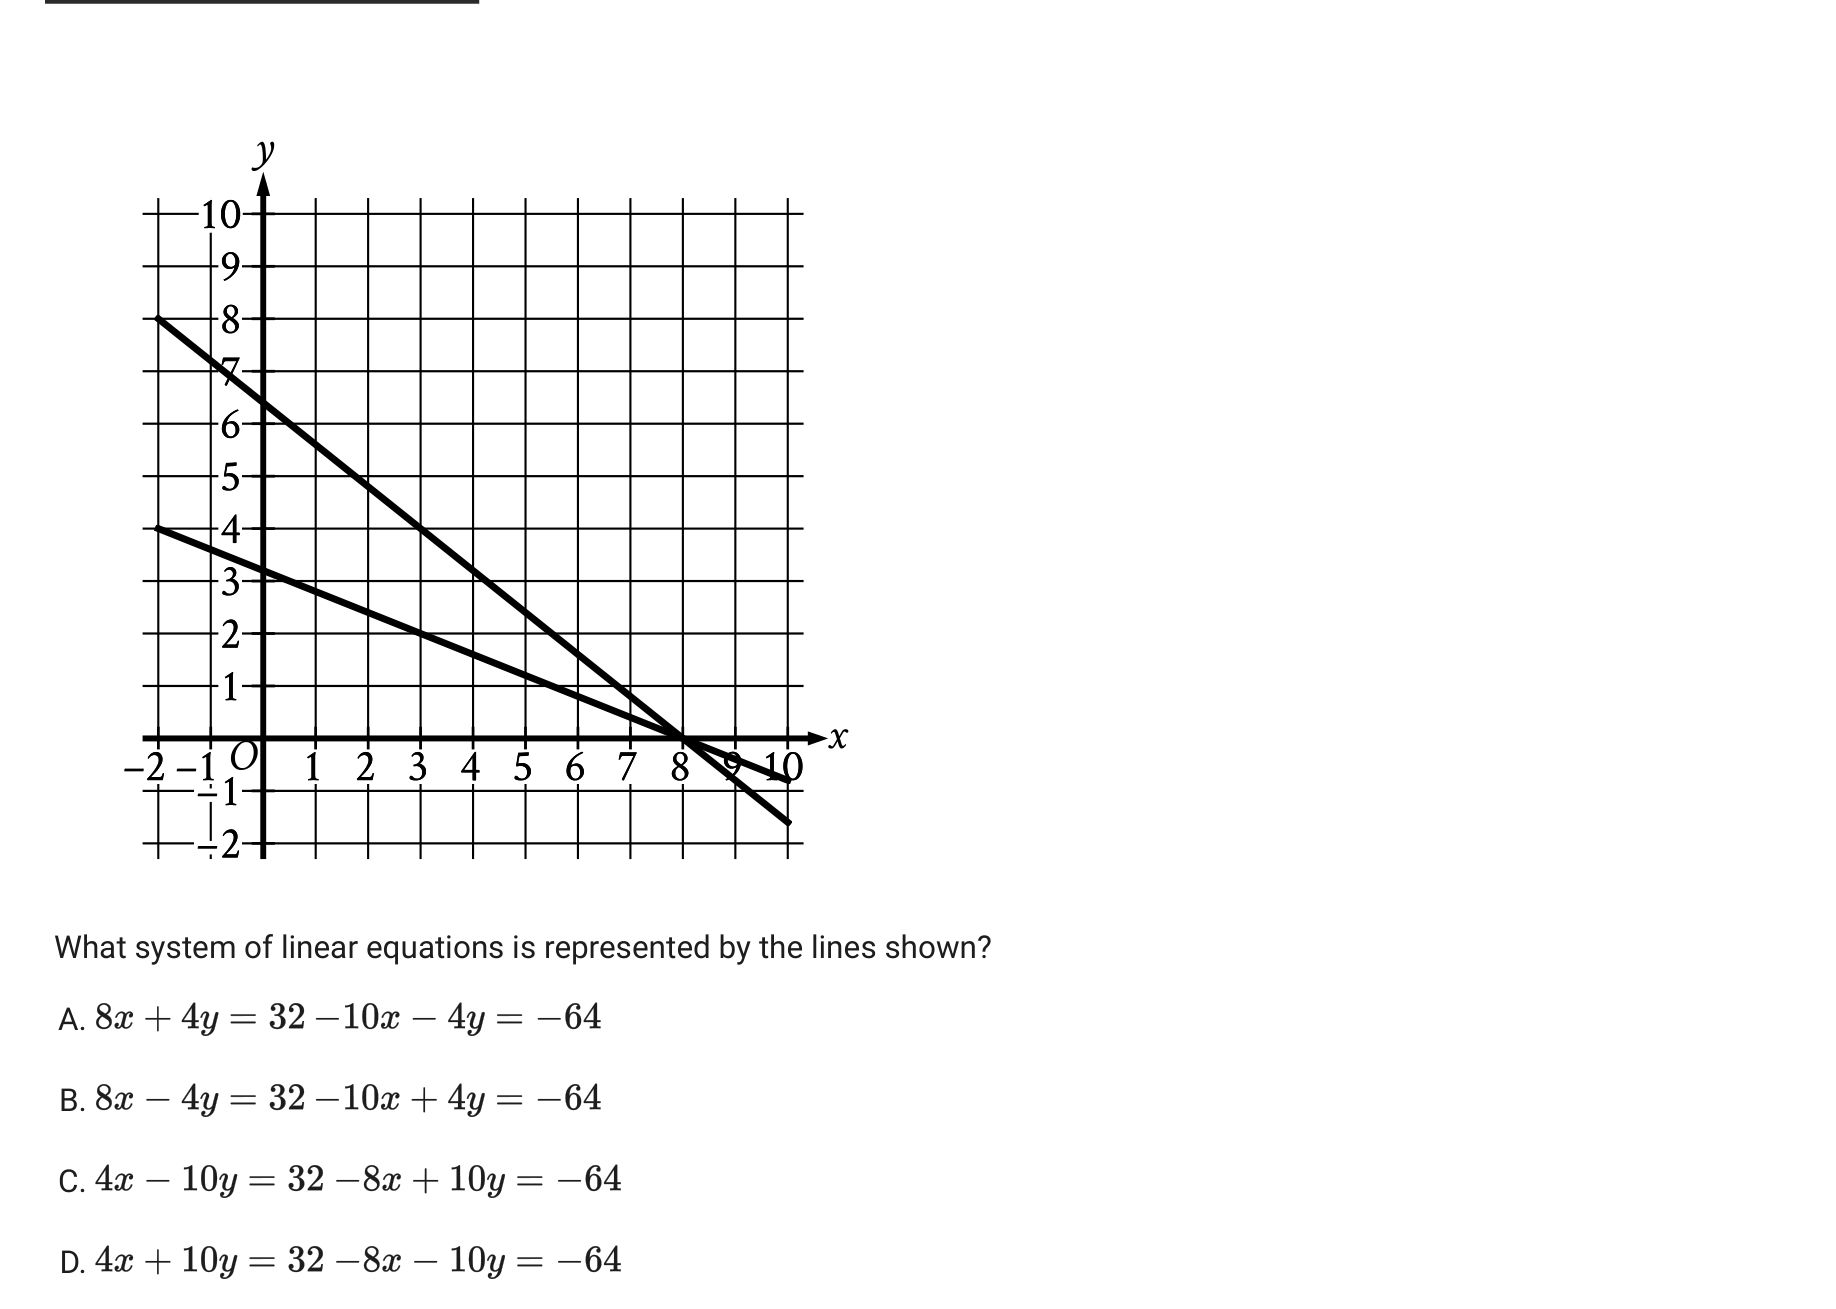 y
10
9
8
7
6
5
4
3
2
1
O
x
−2 −1 1 2 3 4 5 6 7 8 9 10
−1
−2
What system of linear equations is represented by the lines shown?
A. 8x + 4y = 32 −10x − 4y = −64
B. 8x − 4y = 32 −10x + 4y = −64
C. 4x − 10y = 32 −8x + 10y = −64
D. 4x + 10y = 32 −8x − 10y = −64